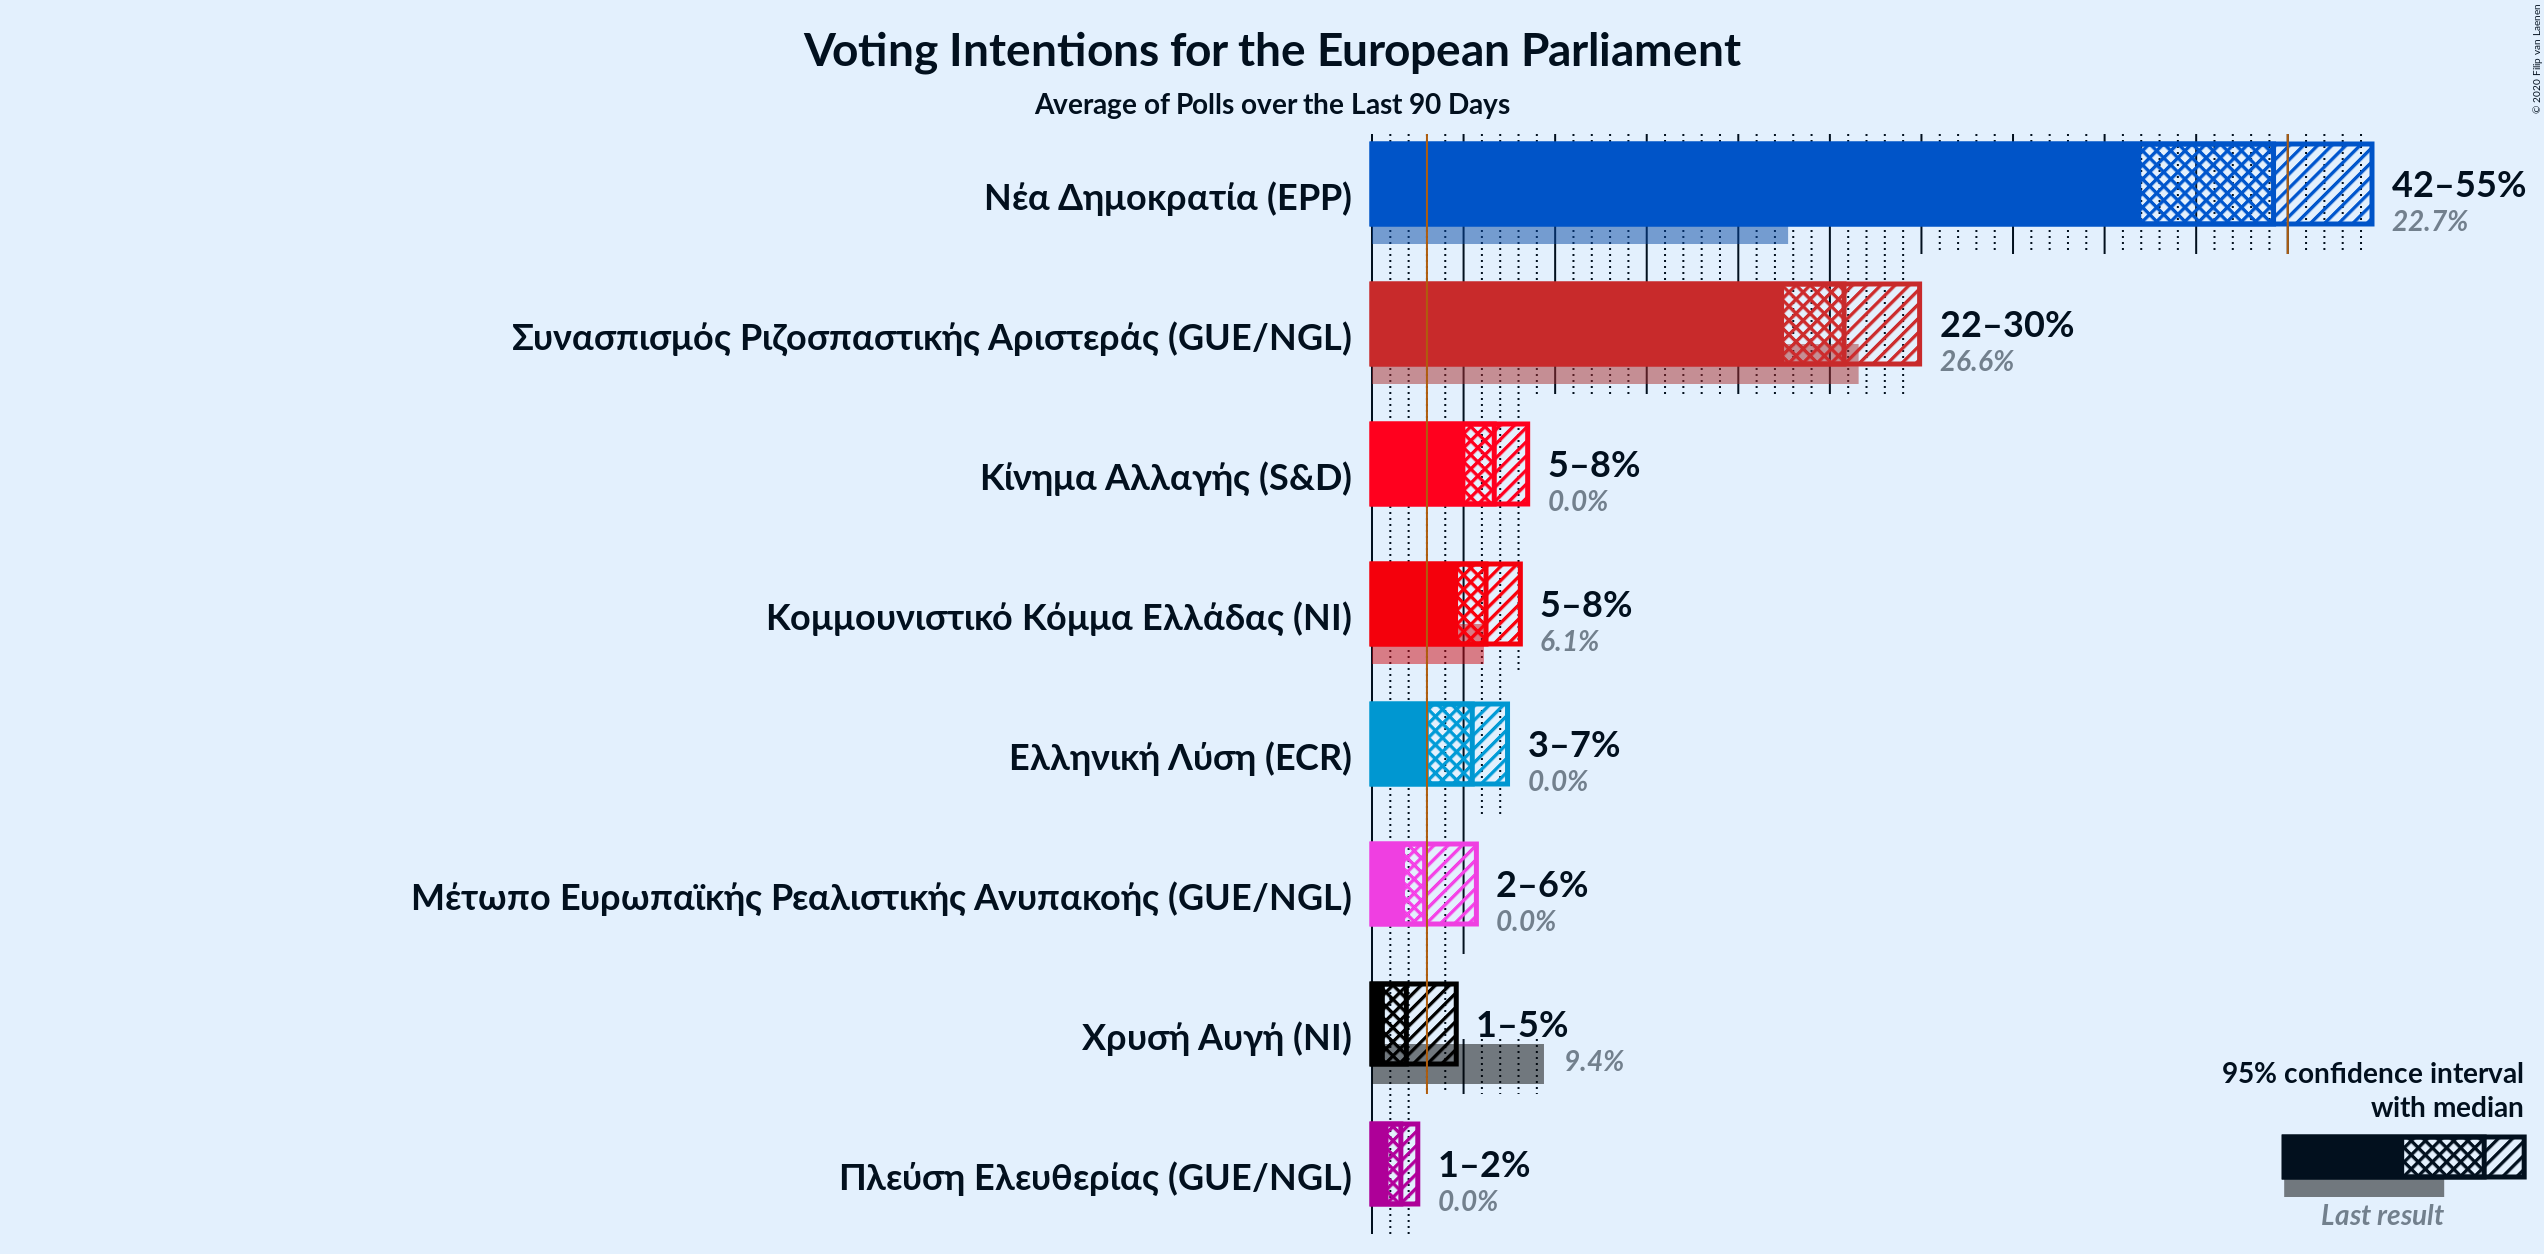 Voting Intentions for the European Parliament
Average of Polls over the Last 90 Days
© 2020 Filip van Laenen
Νέα Δημοκρατία (EPP)
42–55%
22.7%
Συνασπισμός Ριζοσπαστικής Αριστεράς (GUE/NGL)
22–30%
26.6%
Κίνημα Αλλαγής (S&D)
5–8%
0.0%
Κομμουνιστικό Κόμμα Ελλάδας (NI)
5–8%
6.1%
Ελληνική Λύση (ECR)
3–7%
0.0%
Μέτωπο Ευρωπαϊκής Ρεαλιστικής Ανυπακοής (GUE/NGL)
2–6%
0.0%
Χρυσή Αυγή (NI)
1–5%
9.4%
Πλεύση Ελευθερίας (GUE/NGL)
1–2%
0.0%
95% confidence interval
with median
Last result